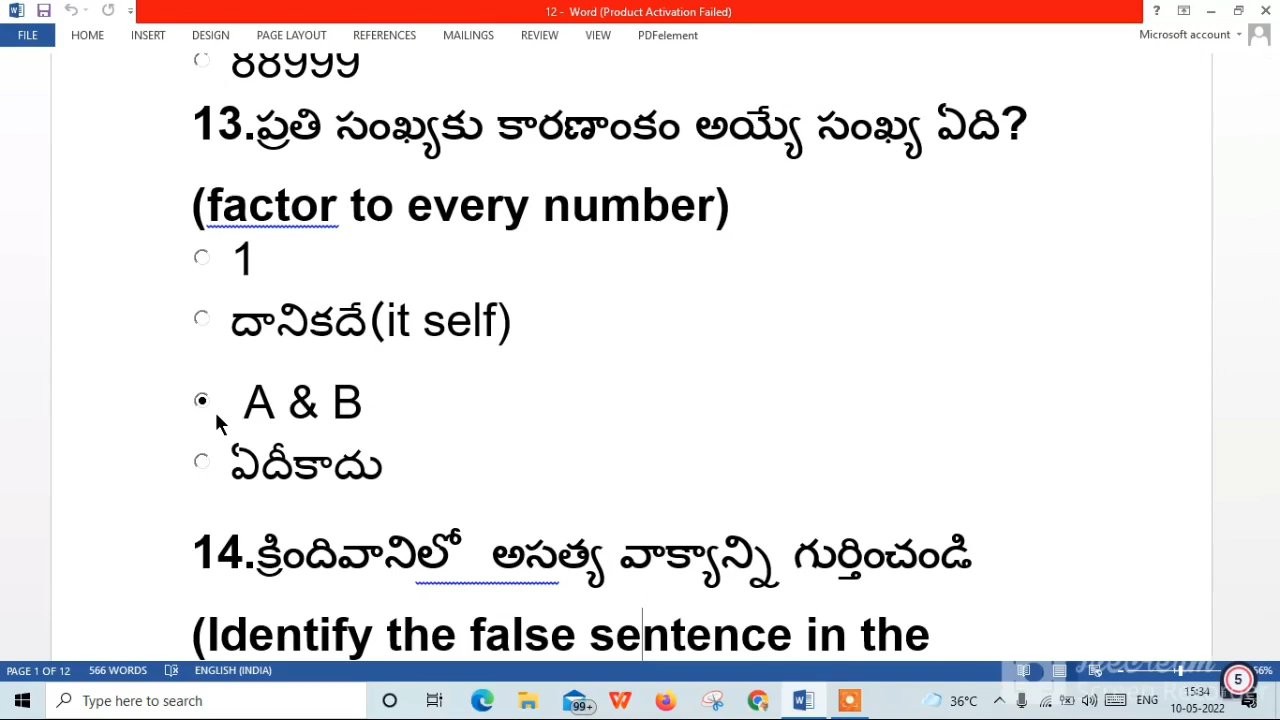 12 - Word (Product Activation Failed)
FILE HOME INSERT DESIGN PAGE LAYOUT REFERENCES MAILINGS REVIEW VIEW PDFelement Microsoft account
88999
13.ప్రతి సంఖ్యకు కారణాంకం అయ్యే సంఖ్య ఏది?
(factor to every number)
1
దానికదే(it self)
A & B
ఏదీకాదు
14.క్రిందివానిలో అసత్య వాక్యాన్ని గుర్తించండి
(Identify the false sentence in the
PAGE 1 OF 12 566 WORDS ENGLISH (INDIA) 56%
5
Type here to search 99+ 36°C ENG 15:34
10-05-2022